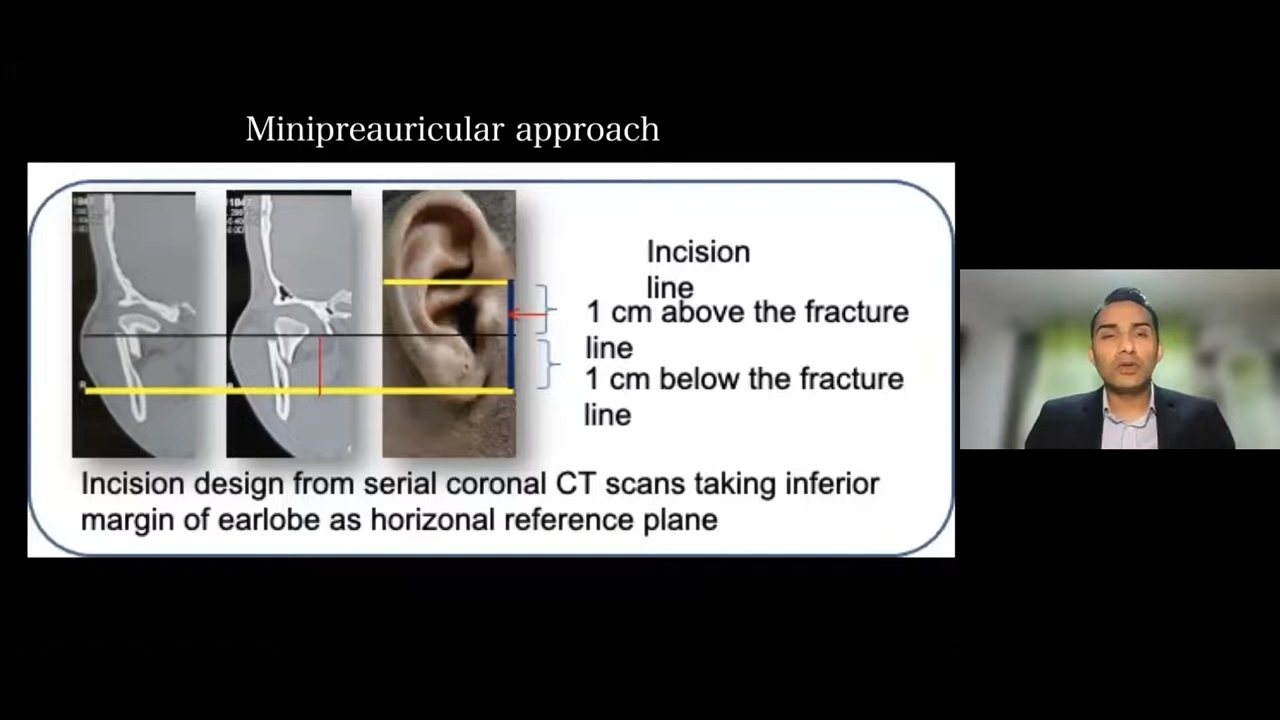 Minipreauricular approach
Incision
line
1 cm above the fracture
line
1 cm below the fracture
line
Incision design from serial coronal CT scans taking inferior
margin of earlobe as horizonal reference plane